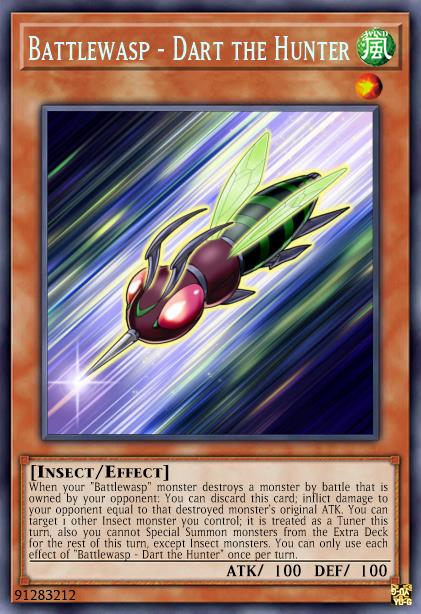 Battlewasp - Dart the Hunter
WIND
風
[Insect/Effect]
When your "Battlewasp" monster destroys a monster by battle that is
owned by your opponent: You can discard this card; inflict damage to
your opponent equal to that destroyed monster's original ATK. You can
target 1 other Insect monster you control; it is treated as a Tuner this
turn, also you cannot Special Summon monsters from the Extra Deck
for the rest of this turn, except Insect monsters. You can only use each
effect of "Battlewasp - Dart the Hunter" once per turn.
ATK/ 100 DEF/ 100
91283212